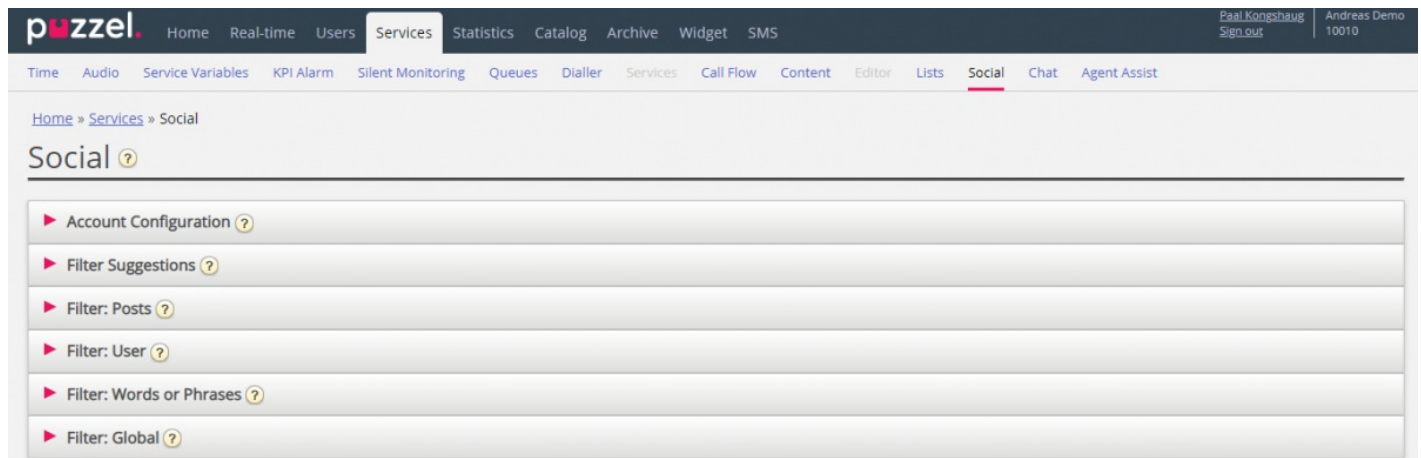 puzzel. Home Real-time Users Services Statistics Catalog Archive Widget SMS
Paal Kongshaug Andreas Demo
Sign out 10010
Time Audio Service Variables KPI Alarm Silent Monitoring Queues Dialler Services Call Flow Content Editor Lists Social Chat Agent Assist
Home » Services » Social
Social ?
Account Configuration ?
Filter Suggestions ?
Filter: Posts ?
Filter: User ?
Filter: Words or Phrases ?
Filter: Global ?